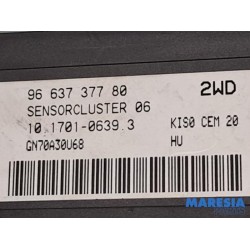 96 637 377 80 2WD
SENSORCLUSTER 06
10.1701-0639.3 KIS0 CEM 20
GN70A30U68 HU
MARESIA